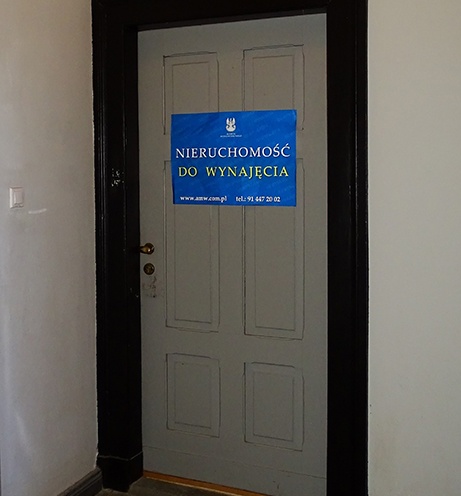 NIERUCHOMOŚĆ
DO WYNAJĘCIA
www.amw.com.pl tel.: 91 447 20 02